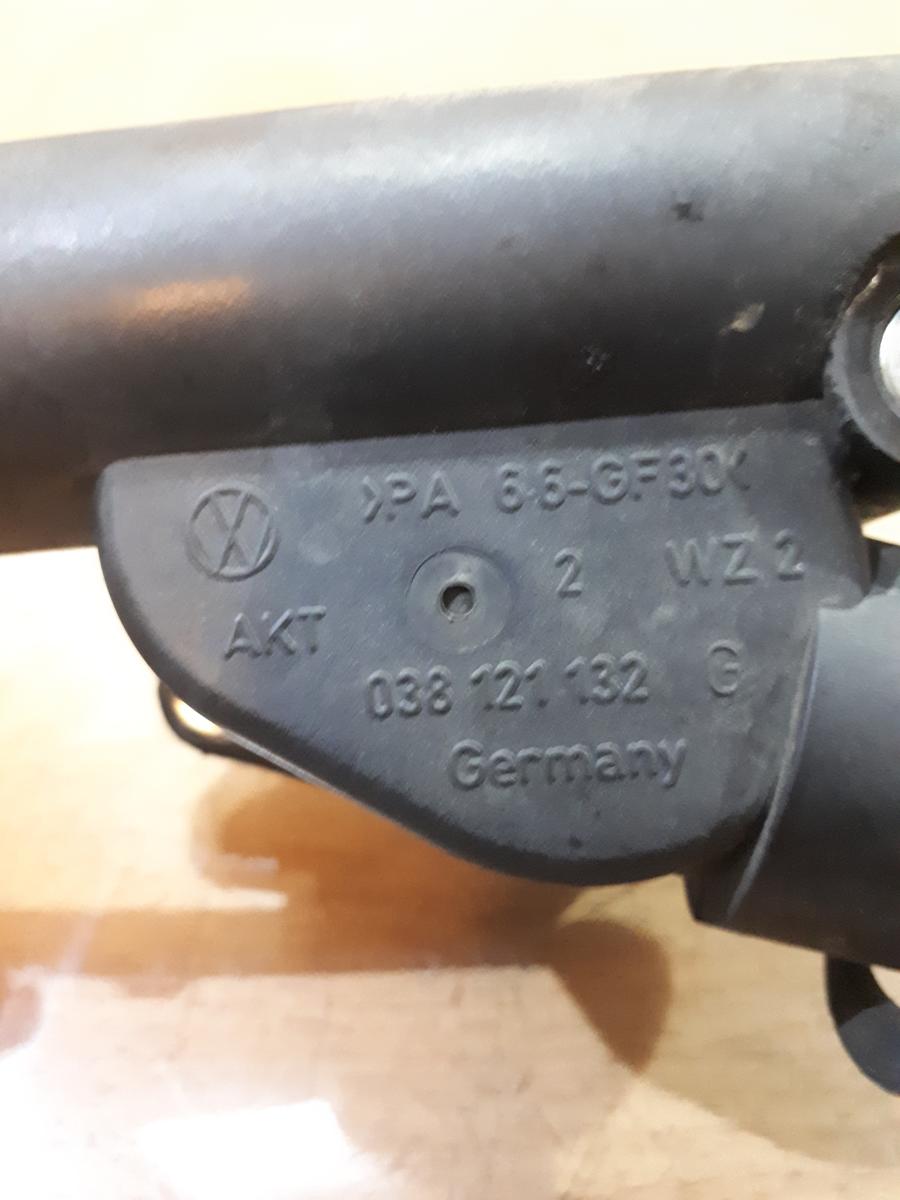 >PA 6.6-GF30<
2 WZ 2
AKT
038 121 132 G
Germany